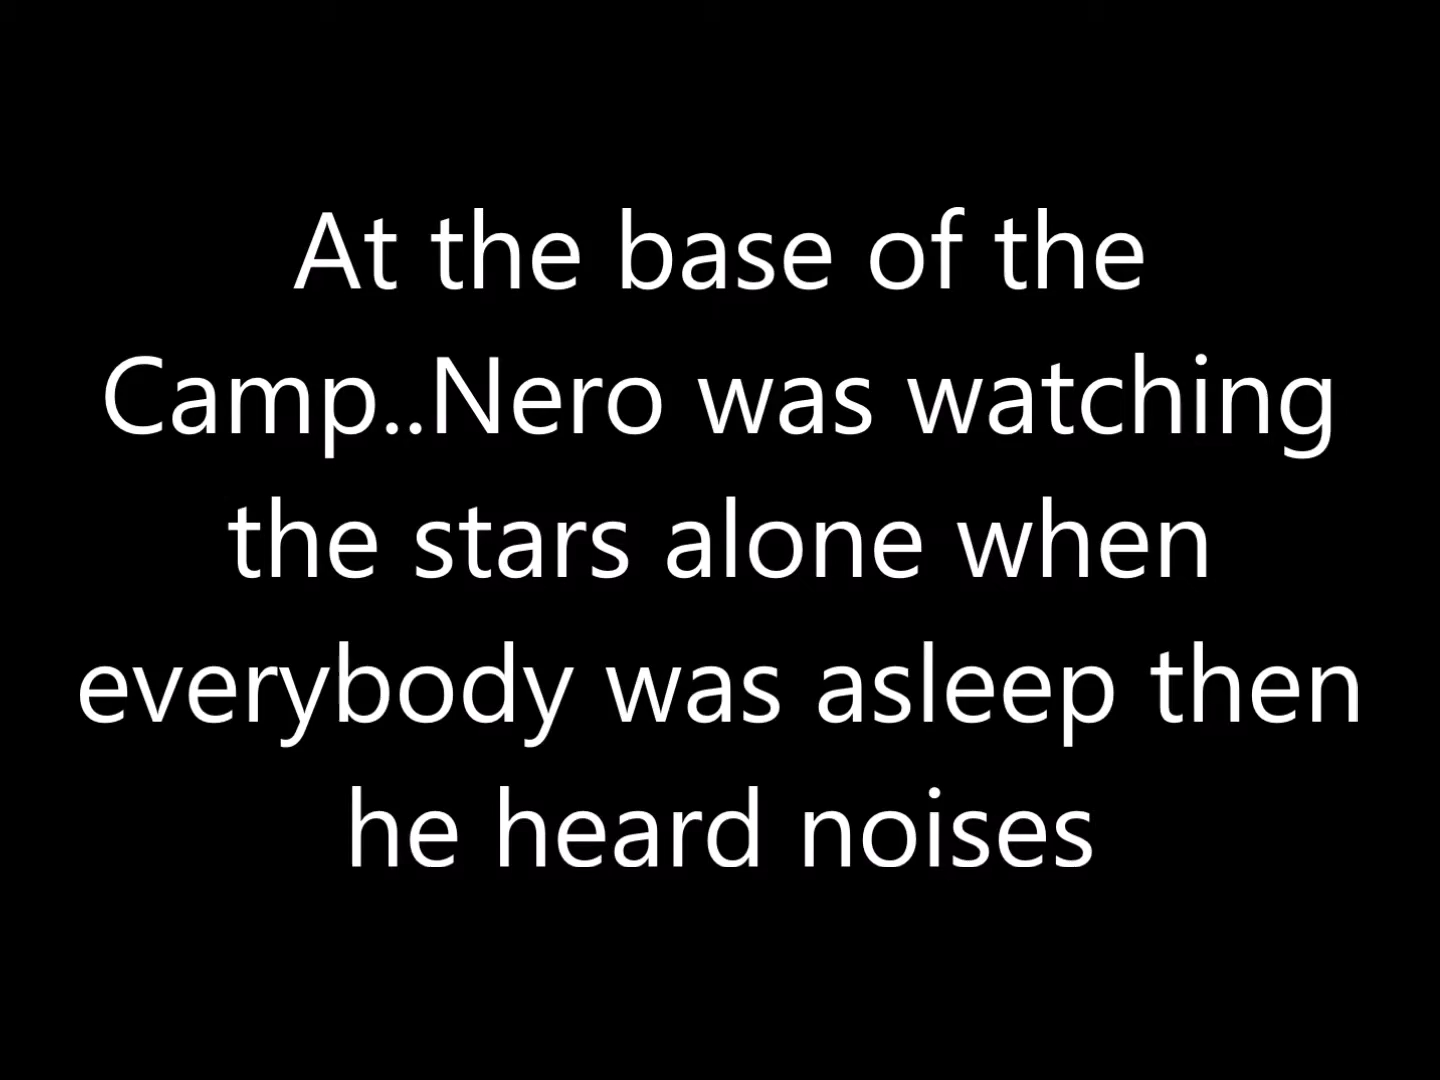 At the base of the
Camp..Nero was watching
the stars alone when
everybody was asleep then
he heard noises